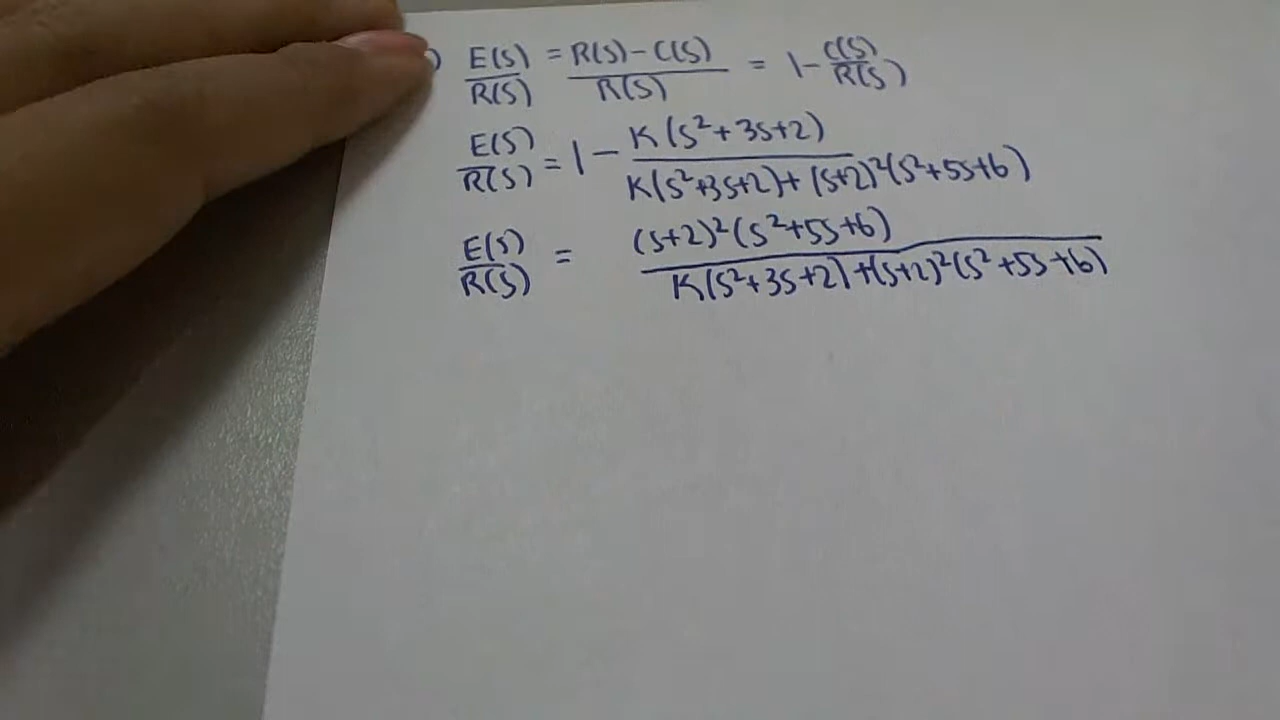 ) E(s)/R(s) = (R(s) - C(s))/R(s) = 1 - C(s)/R(s)
E(s)/R(s) = 1 - K(s²+3s+2)/(K(s²+3s+2) + (s+2)²(s²+5s+6))
E(s)/R(s) = (s+2)²(s²+5s+6)/(K(s²+3s+2) + (s+2)²(s²+5s+6))